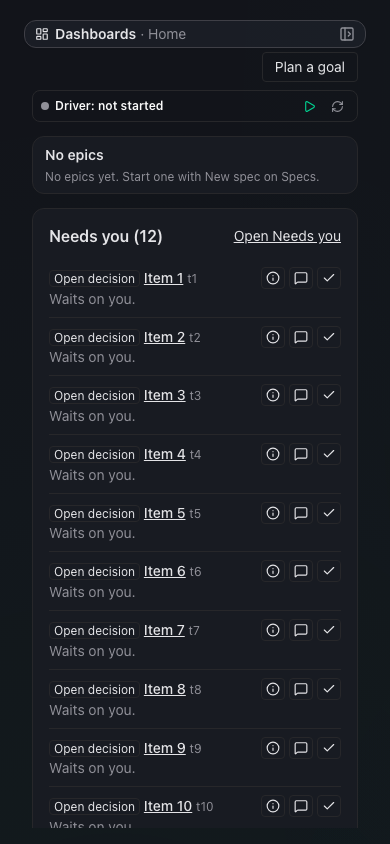 Dashboards · Home
Plan a goal
Driver: not started
No epics
No epics yet. Start one with New spec on Specs.
Needs you (12) Open Needs you
Open decision Item 1 t1
Waits on you.
Open decision Item 2 t2
Waits on you.
Open decision Item 3 t3
Waits on you.
Open decision Item 4 t4
Waits on you.
Open decision Item 5 t5
Waits on you.
Open decision Item 6 t6
Waits on you.
Open decision Item 7 t7
Waits on you.
Open decision Item 8 t8
Waits on you.
Open decision Item 9 t9
Waits on you.
Open decision Item 10 t10
Waits on you.